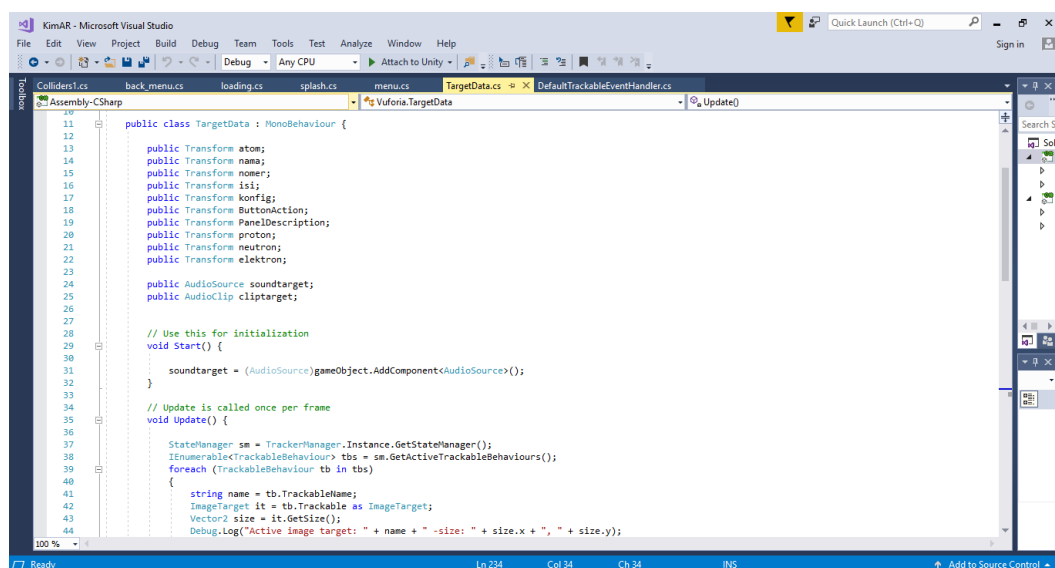 KimAR - Microsoft Visual Studio
Quick Launch (Ctrl+Q)
File Edit View Project Build Debug Team Tools Test Analyze Window Help
Sign in
Debug Any CPU Attach to Unity
Toolbox
Colliders1.cs back_menu.cs loading.cs splash.cs menu.cs TargetData.cs DefaultTrackableEventHandler.cs
Assembly-CSharp Vuforia.TargetData Update()
Search S
Sol
10
11 public class TargetData : MonoBehaviour {
12
13 public Transform atom;
14 public Transform nama;
15 public Transform nomer;
16 public Transform isi;
17 public Transform konfig;
18 public Transform ButtonAction;
19 public Transform PanelDescription;
20 public Transform proton;
21 public Transform neutron;
22 public Transform elektron;
23
24 public AudioSource soundtarget;
25 public AudioClip cliptarget;
26
27
28 // Use this for initialization
29 void Start() {
30
31 soundtarget = (AudioSource)gameObject.AddComponent<AudioSource>();
32 }
33
34 // Update is called once per frame
35 void Update() {
36
37 StateManager sm = TrackerManager.Instance.GetStateManager();
38 IEnumerable<TrackableBehaviour> tbs = sm.GetActiveTrackableBehaviours();
39 foreach (TrackableBehaviour tb in tbs)
40 {
41 string name = tb.TrackableName;
42 ImageTarget it = tb.Trackable as ImageTarget;
43 Vector2 size = it.GetSize();
44 Debug.Log("Active image target: " + name + " -size: " + size.x + ", " + size.y);
100 %
Ready Ln 234 Col 34 Ch 34 INS Add to Source Control